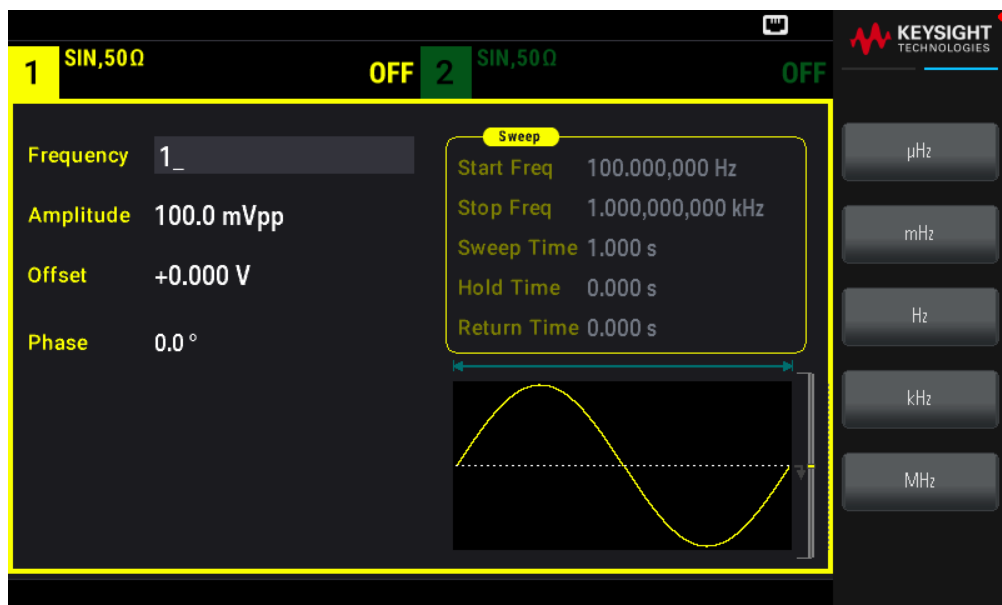 KEYSIGHT
TECHNOLOGIES
1 SIN,50Ω OFF
2 SIN,50Ω OFF
Frequency 1_
Amplitude 100.0 mVpp
Offset +0.000 V
Phase 0.0 °
Sweep
Start Freq 100.000,000 Hz
Stop Freq 1.000,000,000 kHz
Sweep Time 1.000 s
Hold Time 0.000 s
Return Time 0.000 s
µHz
mHz
Hz
kHz
MHz